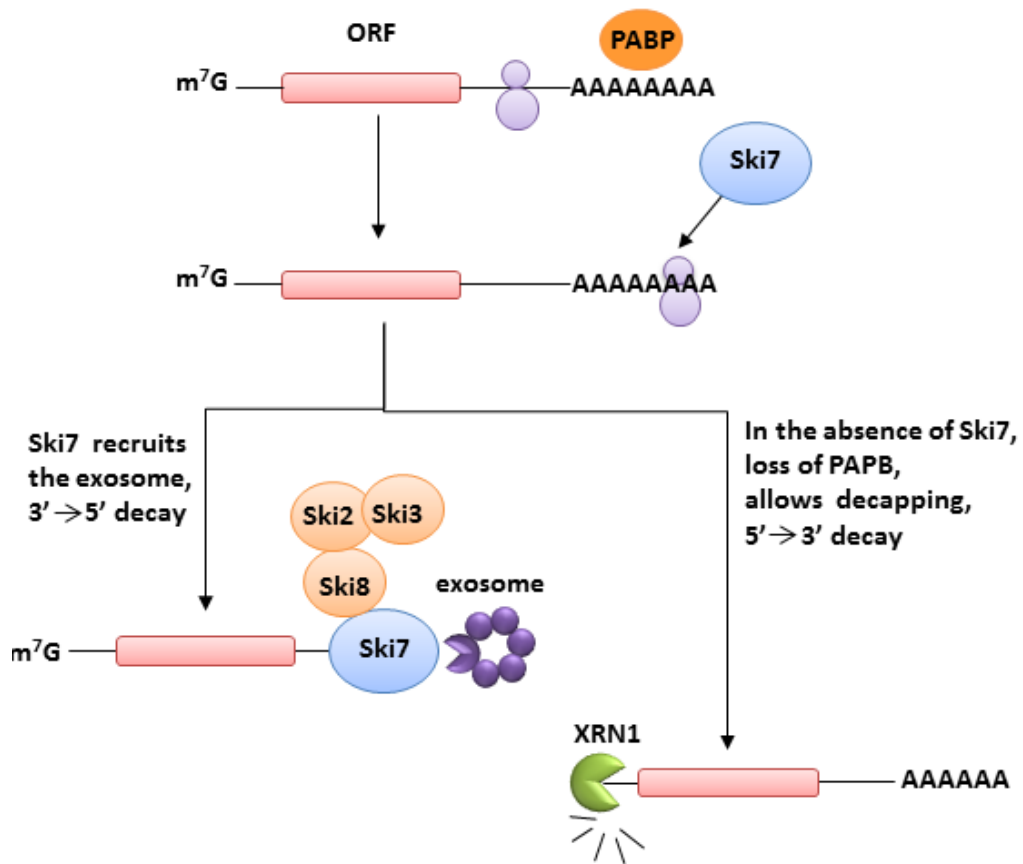 ORF
PABP
m⁷G
AAAAAAAA
Ski7
m⁷G
AAAAAAAA
Ski7 recruits
the exosome,
3’→5’ decay
In the absence of Ski7,
loss of PAPB,
allows decapping,
5’→3’ decay
Ski2
Ski3
Ski8
exosome
m⁷G
Ski7
XRN1
AAAAAA